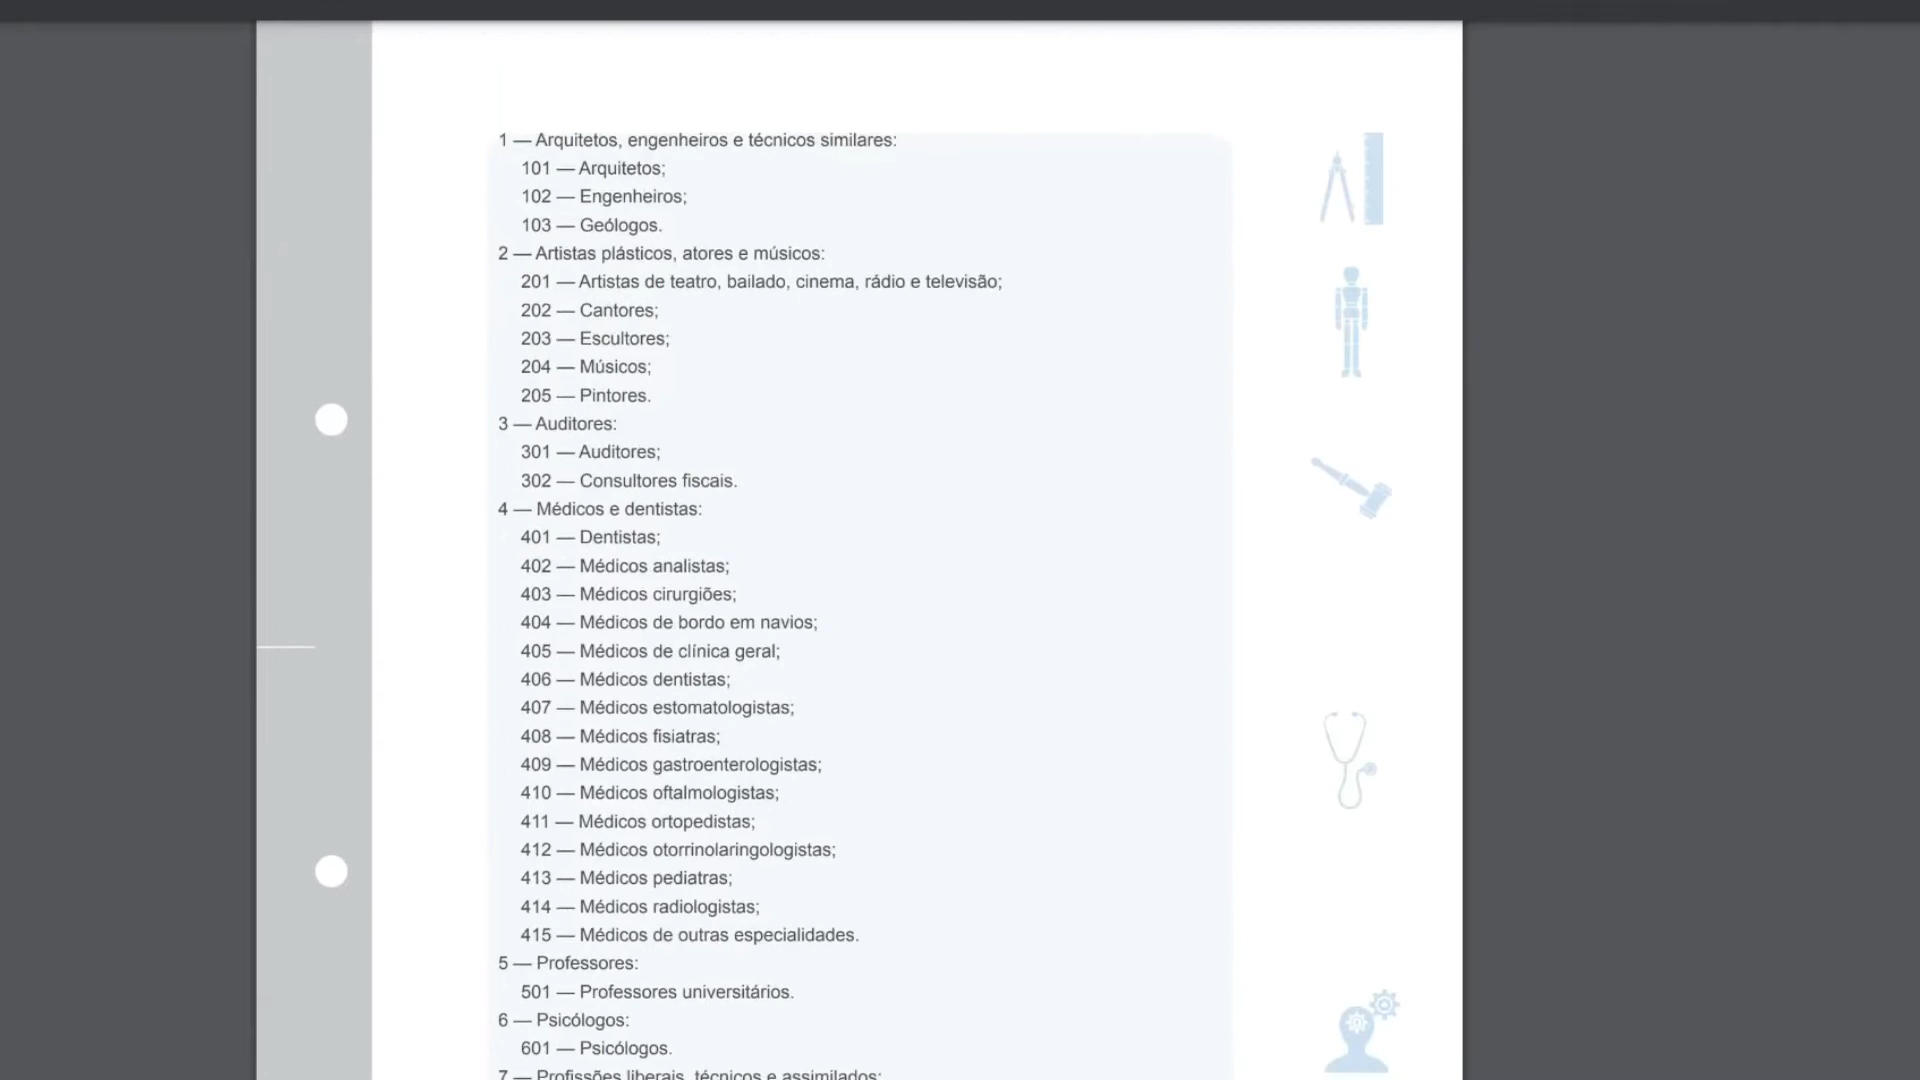 1 — Arquitetos, engenheiros e técnicos similares:
101 — Arquitetos;
102 — Engenheiros;
103 — Geólogos.
2 — Artistas plásticos, atores e músicos:
201 — Artistas de teatro, bailado, cinema, rádio e televisão;
202 — Cantores;
203 — Escultores;
204 — Músicos;
205 — Pintores.
3 — Auditores:
301 — Auditores;
302 — Consultores fiscais.
4 — Médicos e dentistas:
401 — Dentistas;
402 — Médicos analistas;
403 — Médicos cirurgiões;
404 — Médicos de bordo em navios;
405 — Médicos de clínica geral;
406 — Médicos dentistas;
407 — Médicos estomatologistas;
408 — Médicos fisiatras;
409 — Médicos gastroenterologistas;
410 — Médicos oftalmologistas;
411 — Médicos ortopedistas;
412 — Médicos otorrinolaringologistas;
413 — Médicos pediatras;
414 — Médicos radiologistas;
415 — Médicos de outras especialidades.
5 — Professores:
501 — Professores universitários.
6 — Psicólogos:
601 — Psicólogos.
7 — Profissões liberais, técnicos e assimilados: